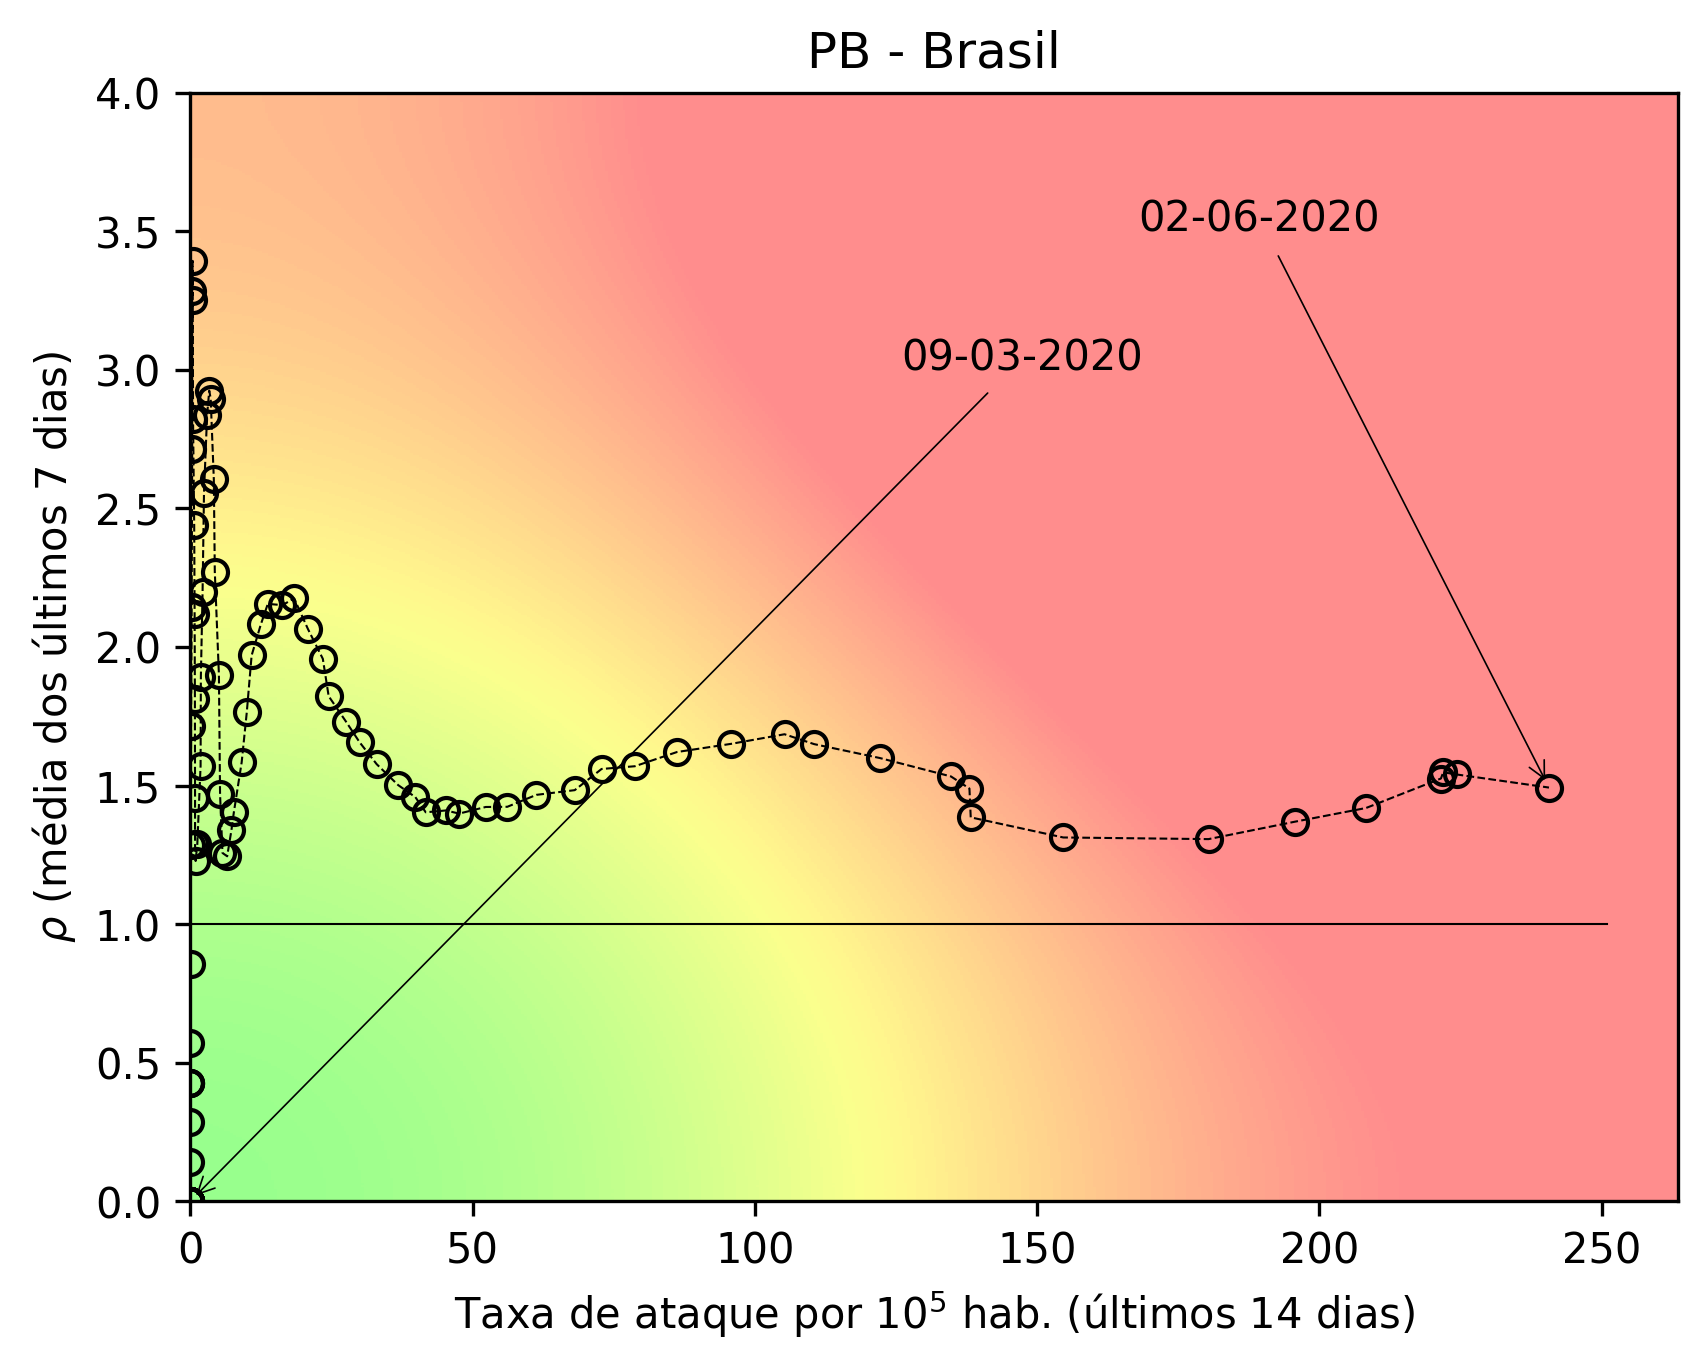 PB - Brasil
4.0
3.5
3.0
2.5
2.0
1.5
1.0
0.5
0.0
ρ (média dos últimos 7 dias)
02-06-2020
09-03-2020
0 50 100 150 200 250
Taxa de ataque por 10⁵ hab. (últimos 14 dias)